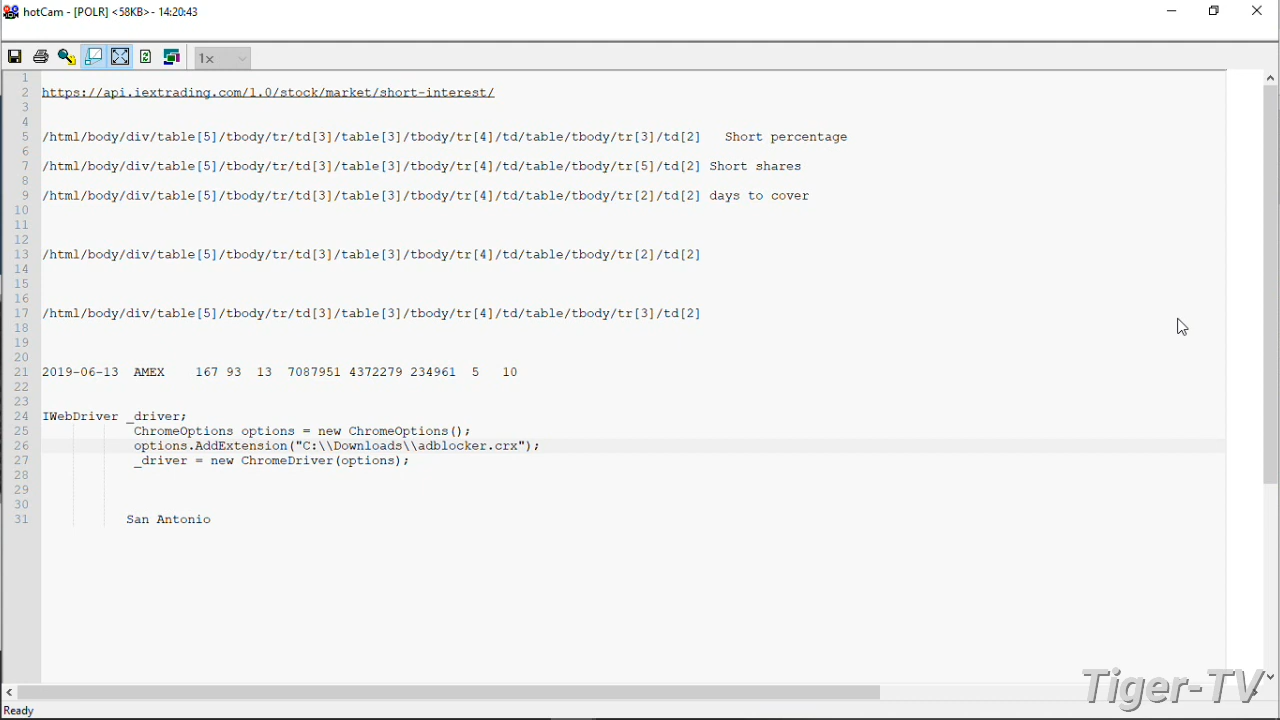 hotCam - [POLR] <58KB>- 14:20:43
1x
1
2 https://api.iextrading.com/1.0/stock/market/short-interest/
3
4
5 /html/body/div/table[5]/tbody/tr/td[3]/table[3]/tbody/tr[4]/td/table/tbody/tr[3]/td[2] Short percentage
6
7 /html/body/div/table[5]/tbody/tr/td[3]/table[3]/tbody/tr[4]/td/table/tbody/tr[5]/td[2] Short shares
8
9 /html/body/div/table[5]/tbody/tr/td[3]/table[3]/tbody/tr[4]/td/table/tbody/tr[2]/td[2] days to cover
10
11
12
13 /html/body/div/table[5]/tbody/tr/td[3]/table[3]/tbody/tr[4]/td/table/tbody/tr[2]/td[2]
14
15
16
17 /html/body/div/table[5]/tbody/tr/td[3]/table[3]/tbody/tr[4]/td/table/tbody/tr[3]/td[2]
18
19
20
21 2019-06-13 AMEX 167 93 13 7087951 4372279 234961 5 10
22
23
24 IWebDriver _driver;
25 ChromeOptions options = new ChromeOptions();
26 options.AddExtension("C:\\Downloads\\adblocker.crx");
27 _driver = new ChromeDriver(options);
28
29
30
31 San Antonio
Tiger-TV
Ready